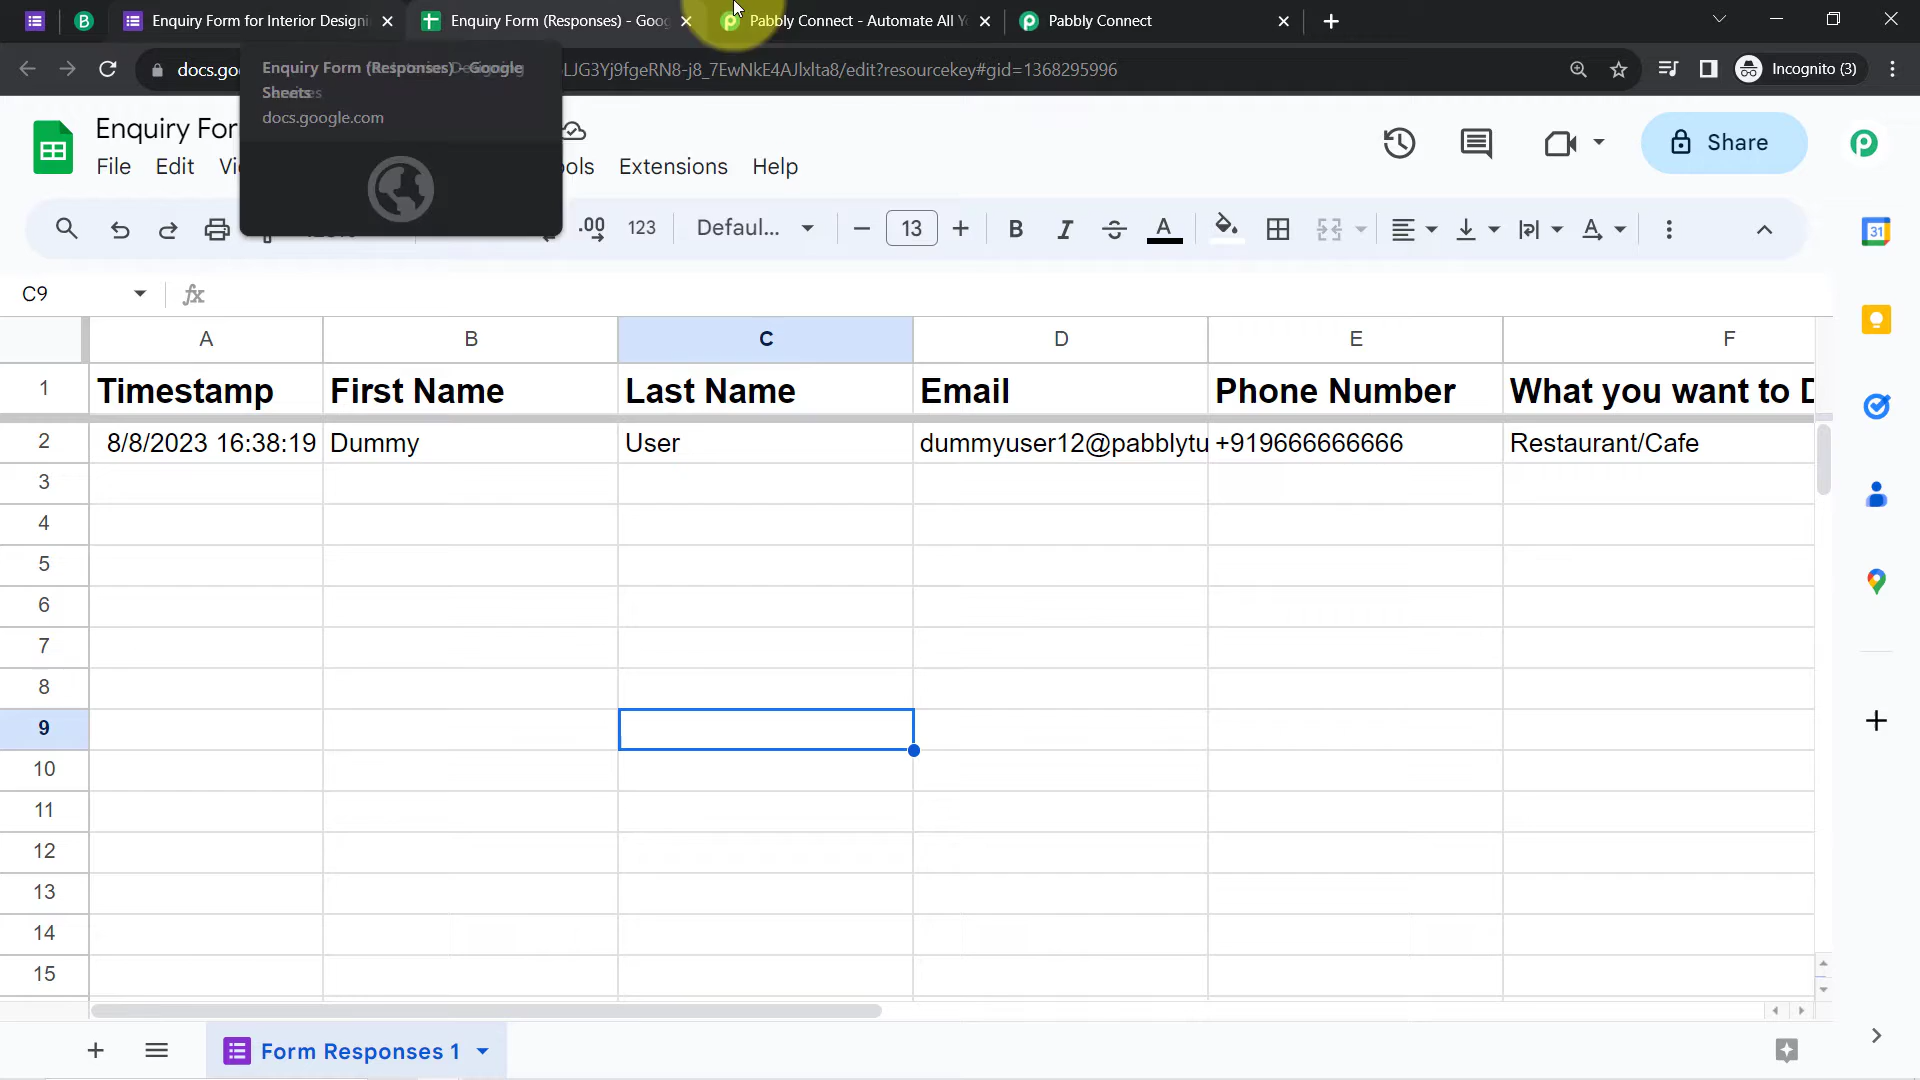 Enquiry Form for Interior Designi
Enquiry Form (Responses) - Goog
Pabbly Connect - Automate All Y
Pabbly Connect
docs.go
LJG3Yj9fgeRN8-j8_7EwNkE4AJlxlta8/edit?resourcekey#gid=1368295996
Incognito (3)
Enquiry Form (Responses) - Google
Sheets
docs.google.com
Enquiry For
File Edit Vi ools Extensions Help
Share
.00 123 Defaul... 13 B I A
C9 fx
31
A B C D E F
1 Timestamp First Name Last Name Email Phone Number What you want to D
2 8/8/2023 16:38:19 Dummy User dummyuser12@pabblytu +919666666666 Restaurant/Cafe
3
4
5
6
7
8
9
10
11
12
13
14
15
Form Responses 1